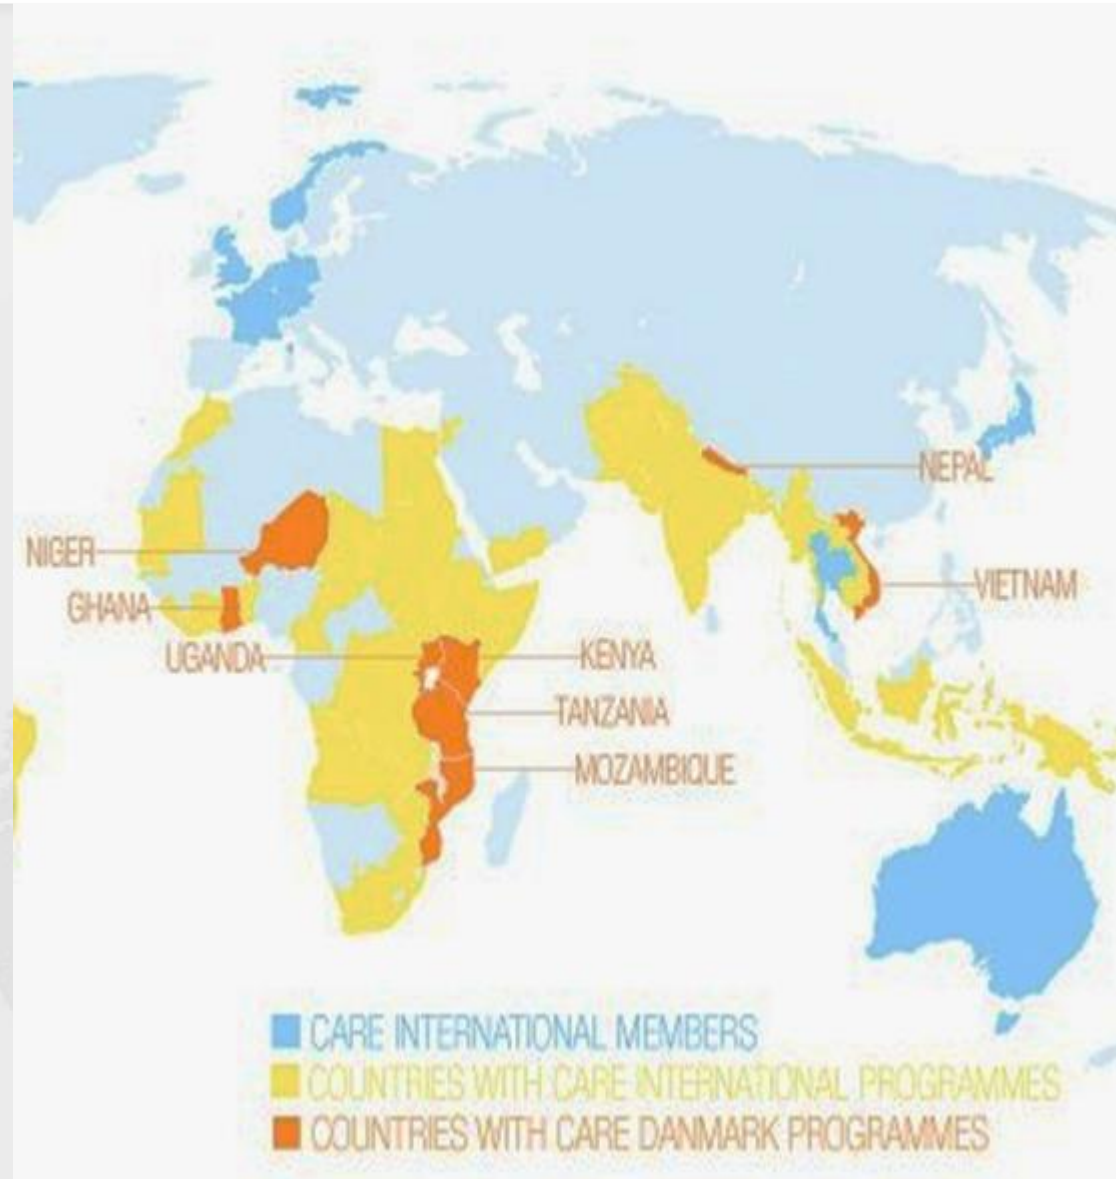 NEPAL
NIGER
VIETNAM
GHANA
UGANDA
KENYA
TANZANIA
MOZAMBIQUE
CARE INTERNATIONAL MEMBERS
COUNTRIES WITH CARE INTERNATIONAL PROGRAMMES
COUNTRIES WITH CARE DANMARK PROGRAMMES